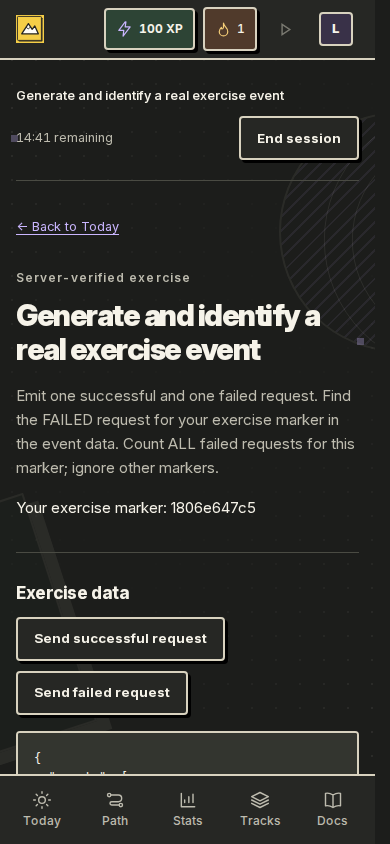 100 XP
1
L
Generate and identify a real exercise event
14:41 remaining
End session
← Back to Today
Server-verified exercise
Generate and identify a
real exercise event
Emit one successful and one failed request. Find
the FAILED request for your exercise marker in
the event data. Count ALL failed requests for this
marker; ignore other markers.
Your exercise marker: 1806e647c5
Exercise data
Send successful request
Send failed request
{
Today
Path
Stats
Tracks
Docs